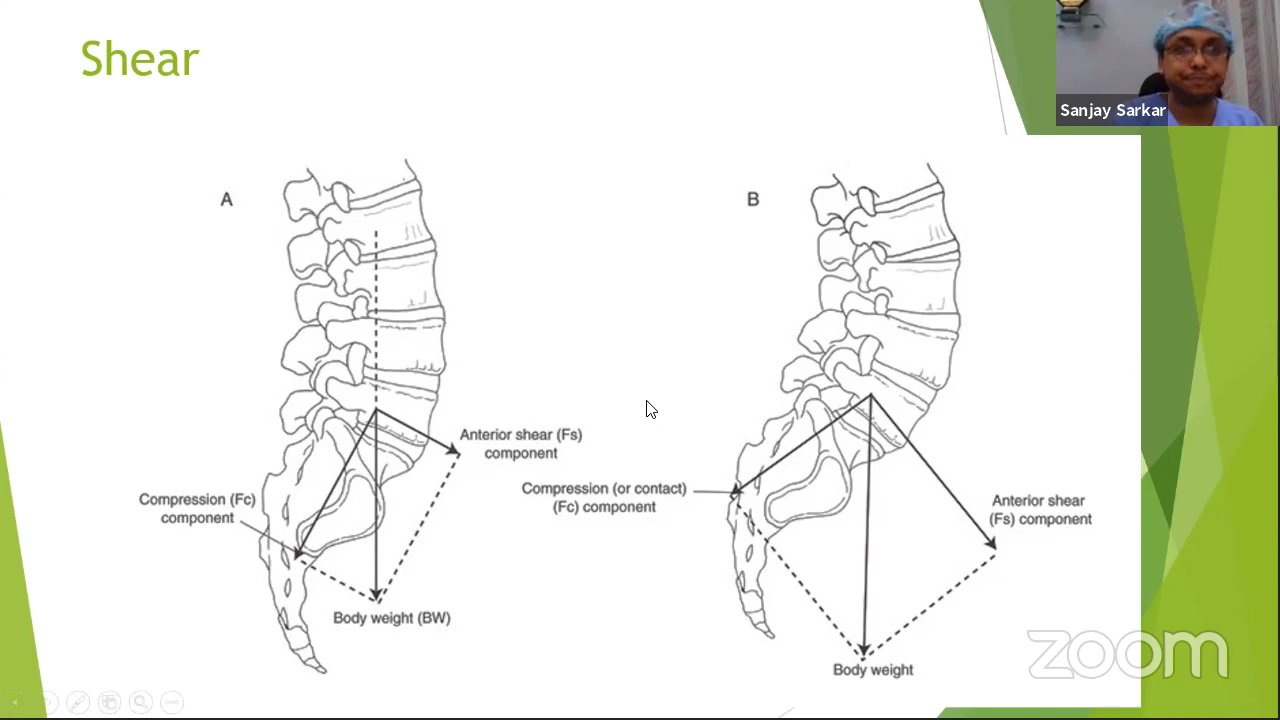 Shear
Sanjay Sarkar
A
B
Anterior shear (Fs)
component
Compression (Fc)
component
Body weight (BW)
Compression (or contact)
(Fc) component
Anterior shear
(Fs) component
Body weight
zoom